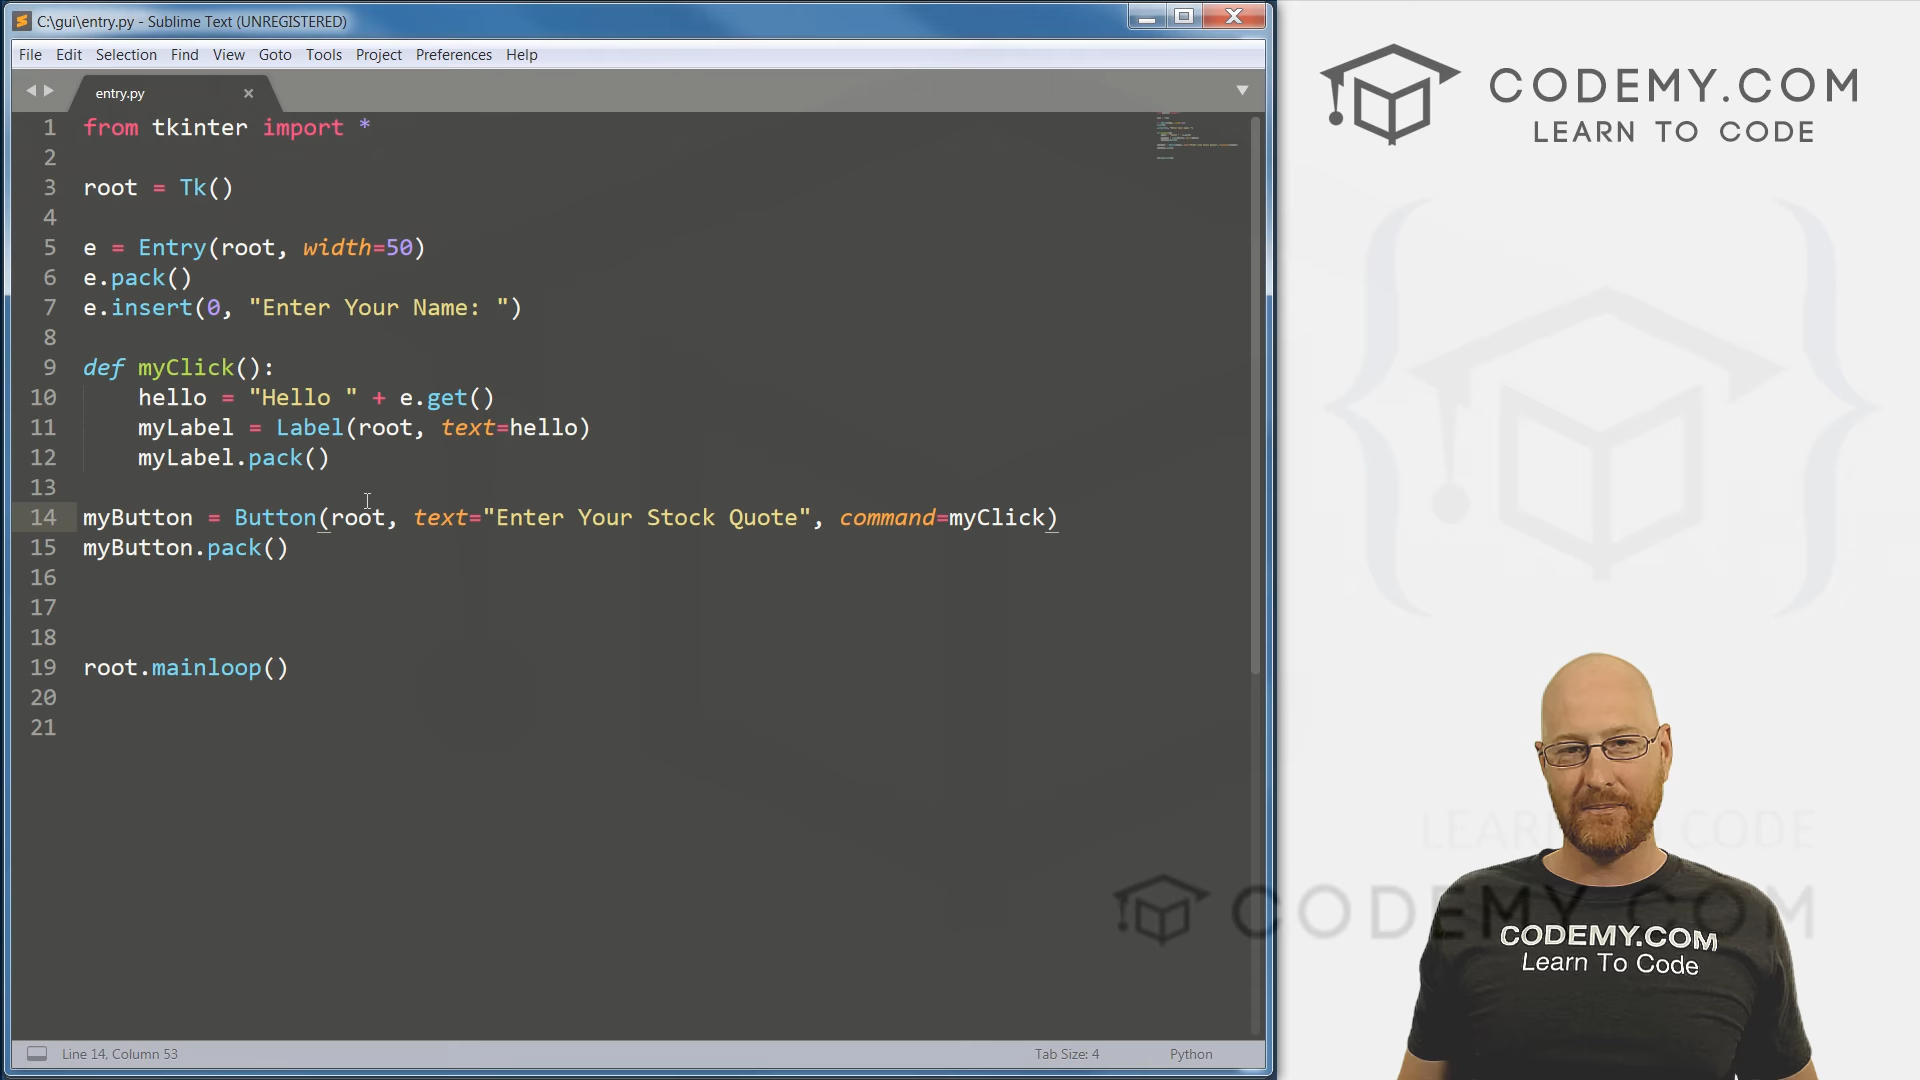 C:\gui\entry.py - Sublime Text (UNREGISTERED)
File Edit Selection Find View Goto Tools Project Preferences Help
entry.py
1 from tkinter import *
2
3 root = Tk()
4
5 e = Entry(root, width=50)
6 e.pack()
7 e.insert(0, "Enter Your Name: ")
8
9 def myClick():
10 hello = "Hello " + e.get()
11 myLabel = Label(root, text=hello)
12 myLabel.pack()
13
14 myButton = Button(root, text="Enter Your Stock Quote", command=myClick)
15 myButton.pack()
16
17
18
19 root.mainloop()
20
21
Line 14, Column 53
Tab Size: 4
Python
CODEMY.COM
LEARN TO CODE
LEARN TO CODE
CODEMY.COM
CODEMY.COM
Learn To Code